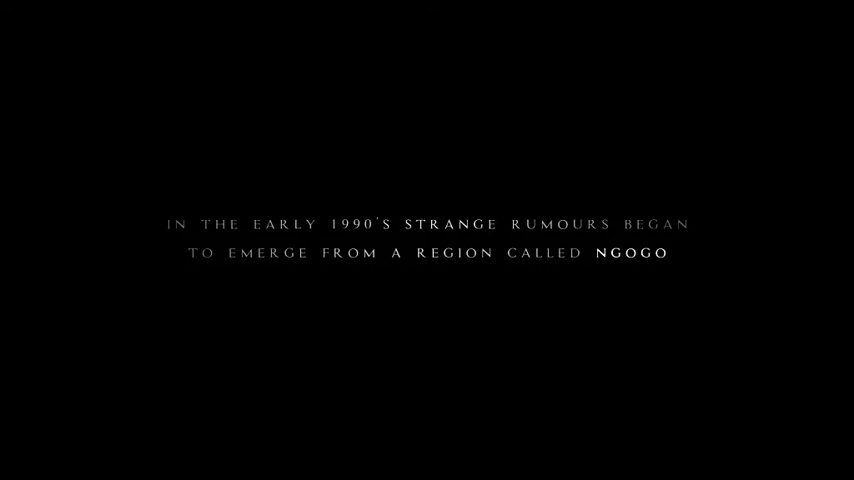 IN THE EARLY 1990'S STRANGE RUMOURS BEGAN
TO EMERGE FROM A REGION CALLED NGOGO